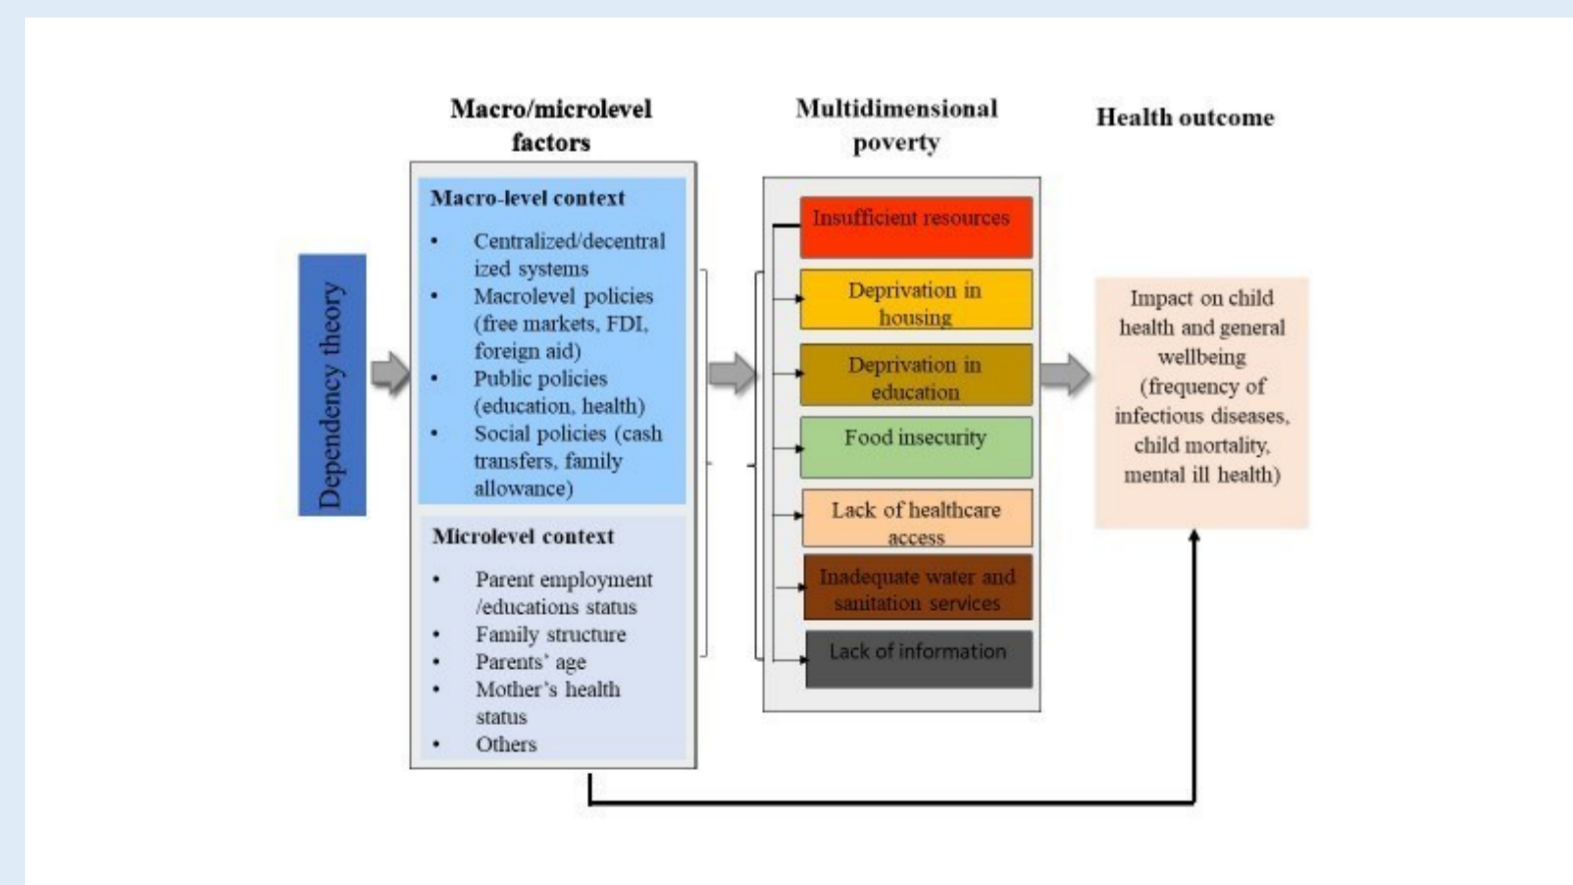 Macro/microlevel
factors
Multidimensional
poverty
Health outcome
Dependency theory
Macro-level context
• Centralized/decentral
ized systems
• Macrolevel policies
(free markets, FDI,
foreign aid)
• Public policies
(education, health)
• Social policies (cash
transfers, family
allowance)
Microlevel context
• Parent employment
/educations status
• Family structure
• Parents’ age
• Mother’s health
status
• Others
Insufficient resources
Deprivation in
housing
Deprivation in
education
Food insecurity
Lack of healthcare
access
Inadequate water and
sanitation services
Lack of information
Impact on child
health and general
wellbeing
(frequency of
infectious diseases,
child mortality,
mental ill health)